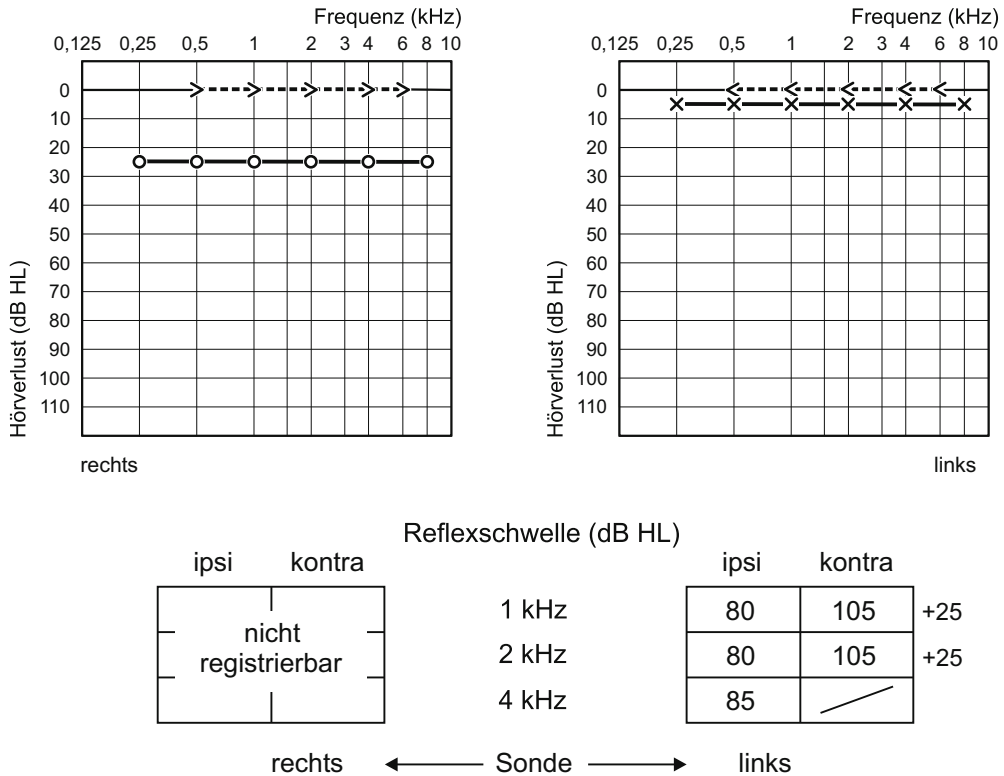 Frequenz (kHz)
0,125 0,25 0,5 1 2 3 4 6 8 10
0
10
20
30
40
50
60
70
80
90
100
110
Hörverlust (dB HL)
rechts
Frequenz (kHz)
0,125 0,25 0,5 1 2 3 4 6 8 10
0
10
20
30
40
50
60
70
80
90
100
110
Hörverlust (dB HL)
links
Reflexschwelle (dB HL)
ipsi kontra ipsi kontra
nicht
registrierbar
1 kHz 80 105 +25
2 kHz 80 105 +25
4 kHz 85
rechts Sonde links